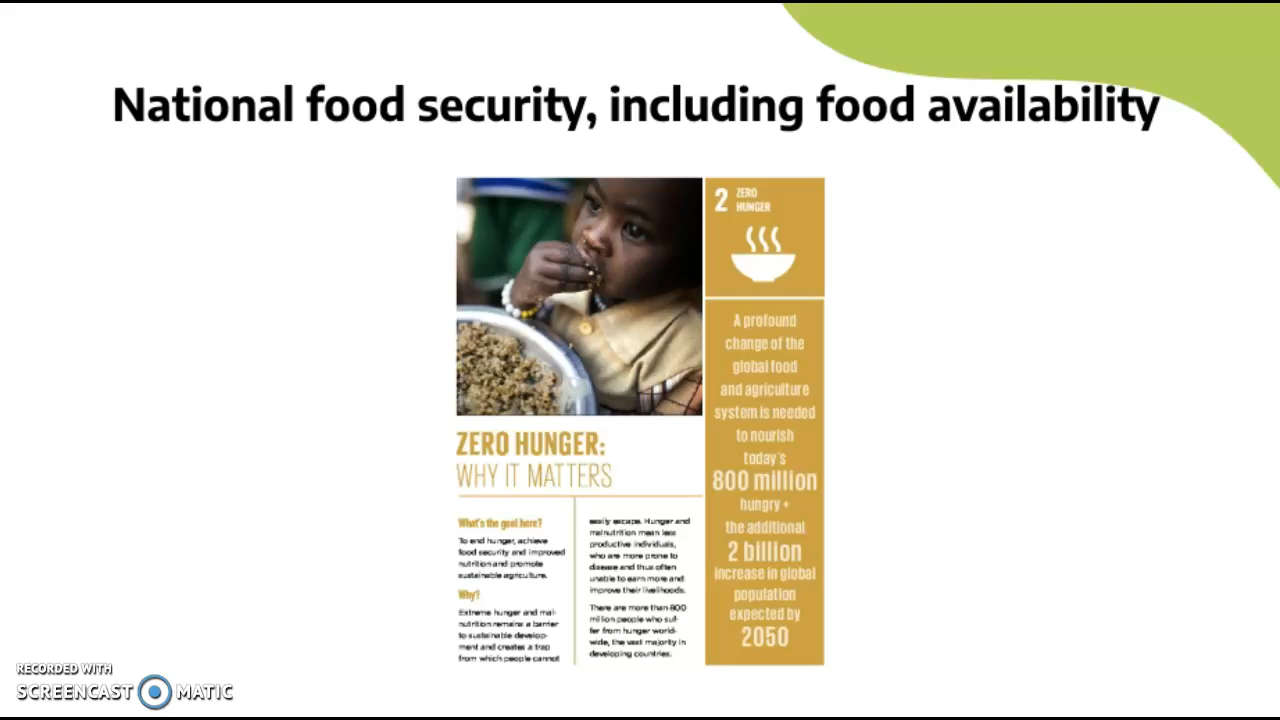 National food security, including food availability
2 ZERO
HUNGER
A profound
change of the
global food
and agriculture
system is needed
to nourish
today's
800 million
hungry +
the additional
2 billion
increase in global
population
expected by
2050
ZERO HUNGER:
WHY IT MATTERS
What's the goal here?
To end hunger, achieve
food security and improved
nutrition and promote
sustainable agriculture.
Why?
Extreme hunger and mal-
nutrition remains a barrier
to sustainable develop-
ment and creates a trap
from which people cannot
easily escape. Hunger and
malnutrition mean less
productive individuals,
who are more prone to
disease and thus often
unable to earn more and
improve their livelihoods.
There are more than 800
million people who suf-
fer from hunger world-
wide, the vast majority in
developing countries.
RECORDED WITH
SCREENCAST MATIC